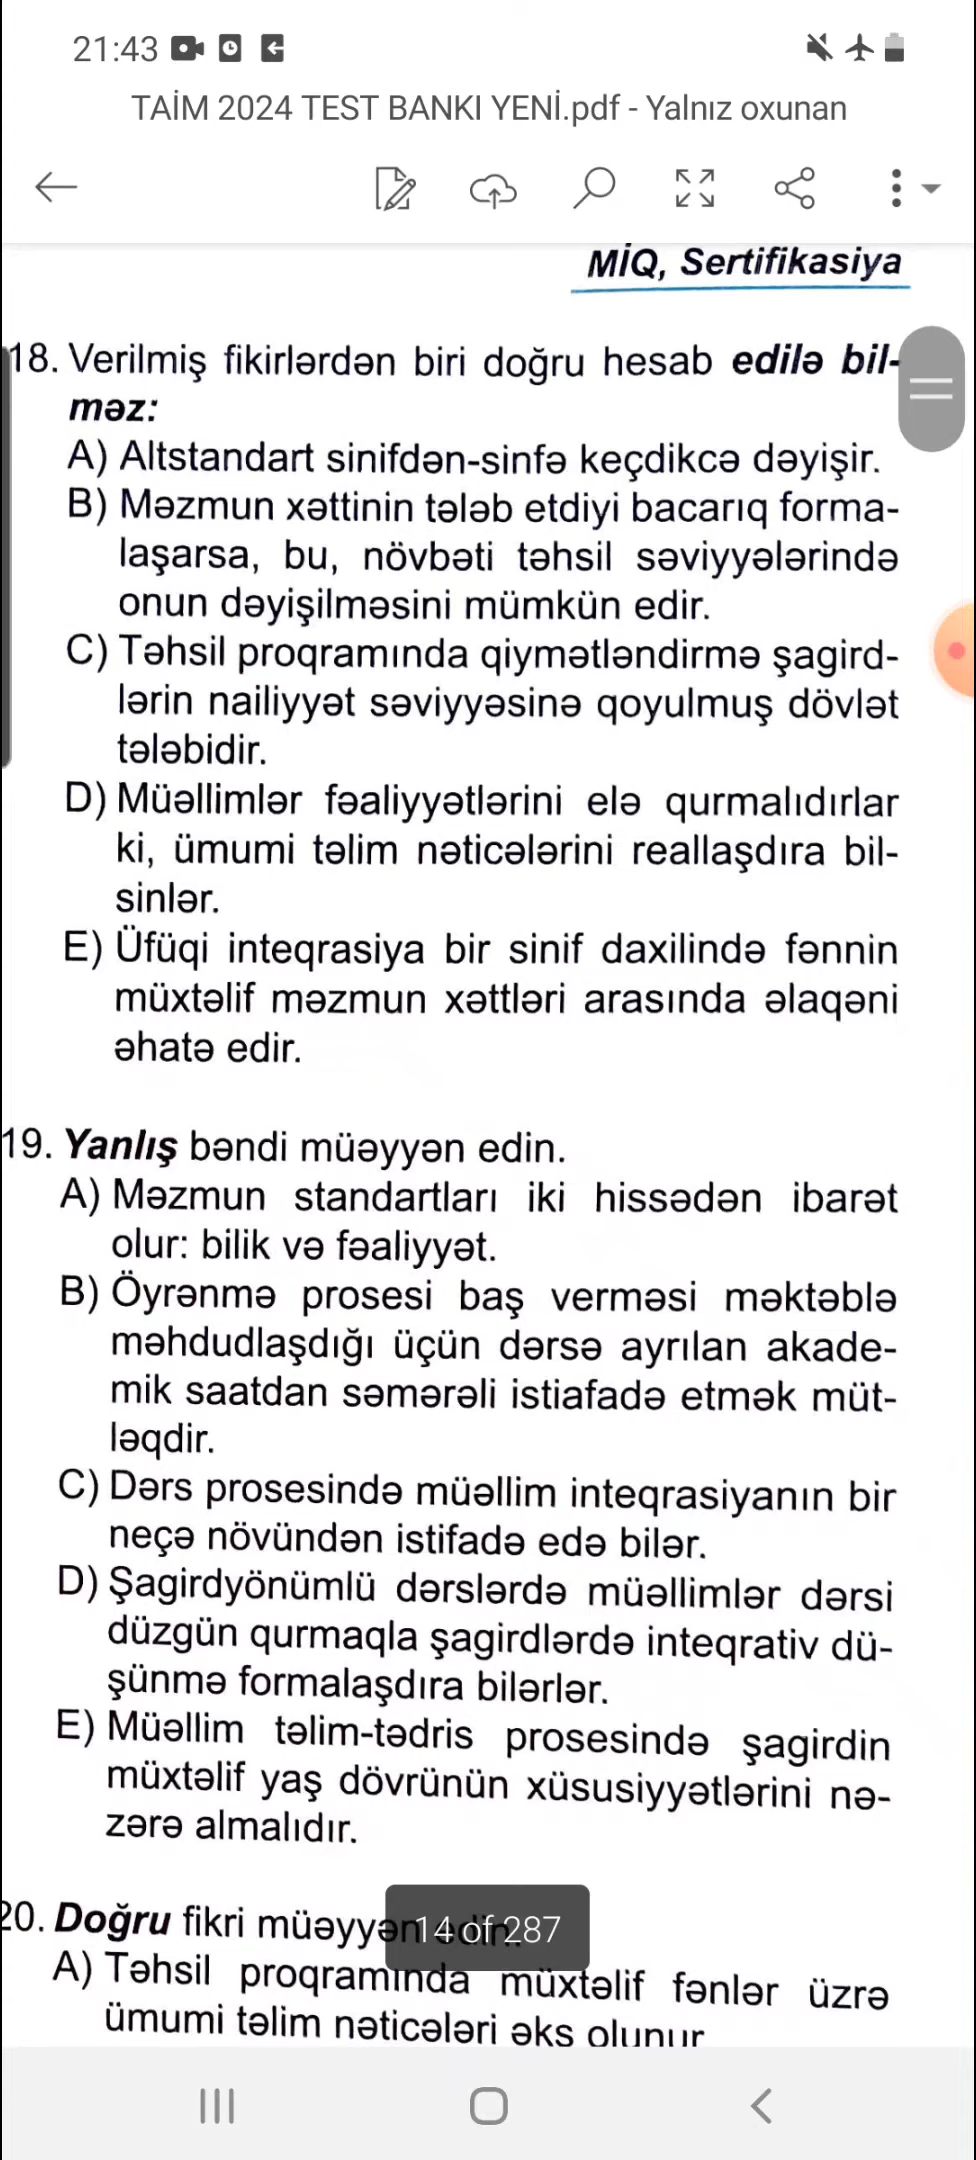 21:43
TAİM 2024 TEST BANKI YENİ.pdf - Yalnız oxunan
MİQ, Sertifikasiya
18. Verilmiş fikirlərdən biri doğru hesab edilə bil-
məz:
A) Altstandart sinifdən-sinfə keçdikcə dəyişir.
B) Məzmun xəttinin tələb etdiyi bacarıq forma-
laşarsa, bu, növbəti təhsil səviyyələrində
onun dəyişilməsini mümkün edir.
C) Təhsil proqramında qiymətləndirmə şagird-
lərin nailiyyət səviyyəsinə qoyulmuş dövlət
tələbidir.
D) Müəllimlər fəaliyyətlərini elə qurmalıdırlar
ki, ümumi təlim nəticələrini reallaşdıra bil-
sinlər.
E) Üfüqi inteqrasiya bir sinif daxilində fənnin
müxtəlif məzmun xəttləri arasında əlaqəni
əhatə edir.
19. Yanlış bəndi müəyyən edin.
A) Məzmun standartları iki hissədən ibarət
olur: bilik və fəaliyyət.
B) Öyrənmə prosesi baş verməsi məktəblə
məhdudlaşdığı üçün dərsə ayrılan akade-
mik saatdan səmərəli istiafadə etmək müt-
ləqdir.
C) Dərs prosesində müəllim inteqrasiyanın bir
neçə növündən istifadə edə bilər.
D) Şagirdyönümlü dərslərdə müəllimlər dərsi
düzgün qurmaqla şagirdlərdə inteqrativ dü-
şünmə formalaşdıra bilərlər.
E) Müəllim təlim-tədris prosesində şagirdin
müxtəlif yaş dövrünün xüsusiyyətlərini nə-
zərə almalıdır.
20. Doğru fikri müəyyən edin.
14 of 287
A) Təhsil proqramında müxtəlif fənlər üzrə
ümumi təlim nəticələri əks olunur